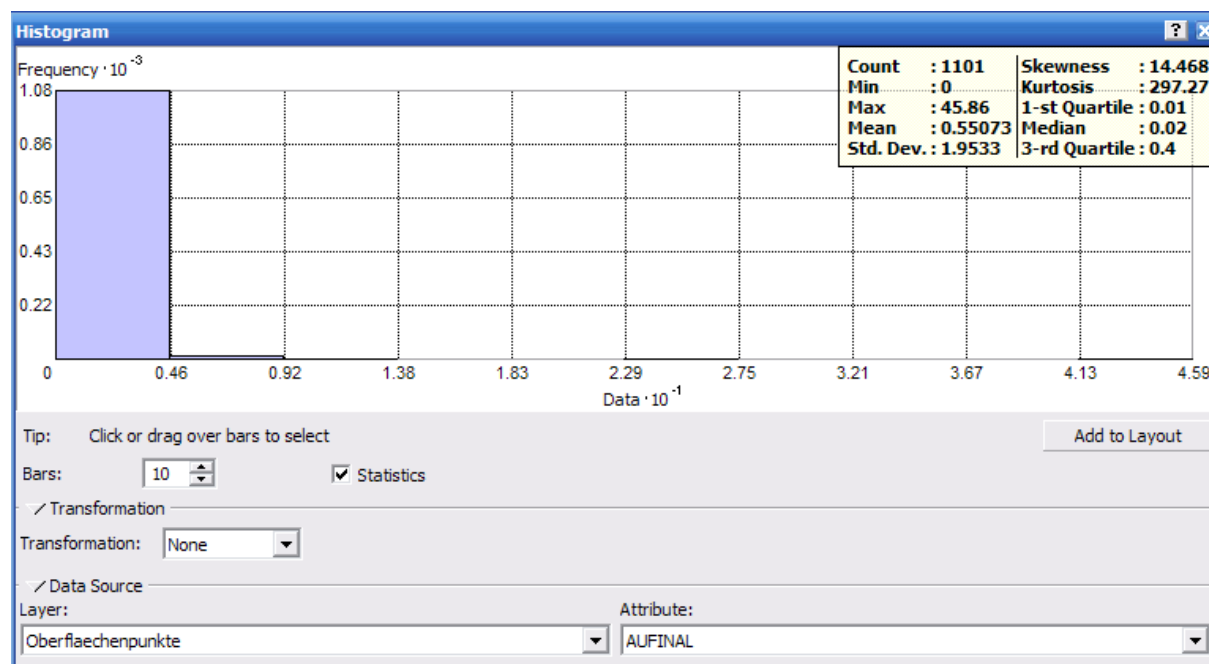 Histogram
Frequency · 10 -3
Count : 1101 Skewness : 14.468
Min : 0 Kurtosis : 297.27
Max : 45.86 1-st Quartile : 0.01
Mean : 0.55073 Median : 0.02
Std. Dev. : 1.9533 3-rd Quartile : 0.4
1.08
0.86
0.65
0.43
0.22
0 0.46 0.92 1.38 1.83 2.29 2.75 3.21 3.67 4.13 4.59
Data · 10 -1
Tip: Click or drag over bars to select Add to Layout
Bars: 10 Statistics
Transformation
Transformation: None
Data Source
Layer: Attribute:
Oberflaechenpunkte AUFINAL